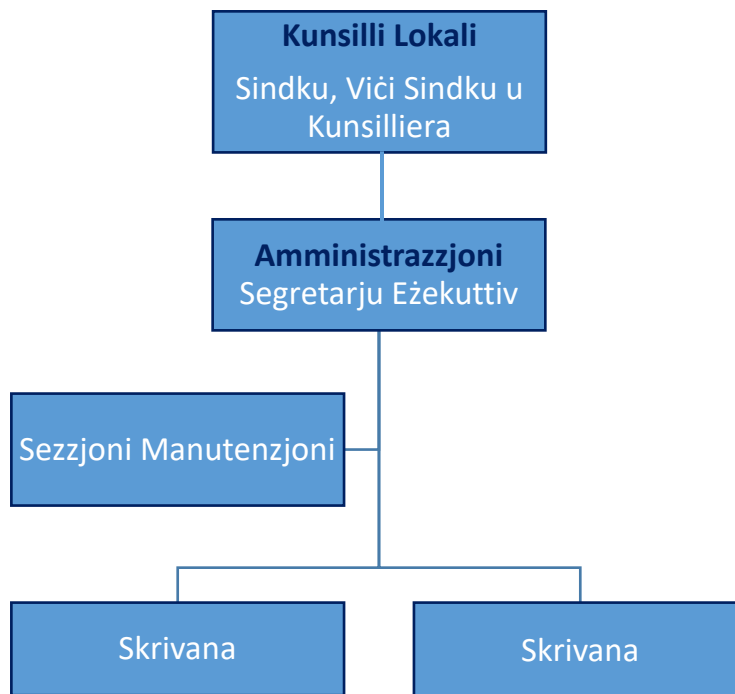 Kunsilli Lokali
Sindku, Viċi Sindku u
Kunsilliera
Amministrazzjoni
Segretarju Eżekuttiv
Sezzjoni Manutenzjoni
Skrivana
Skrivana